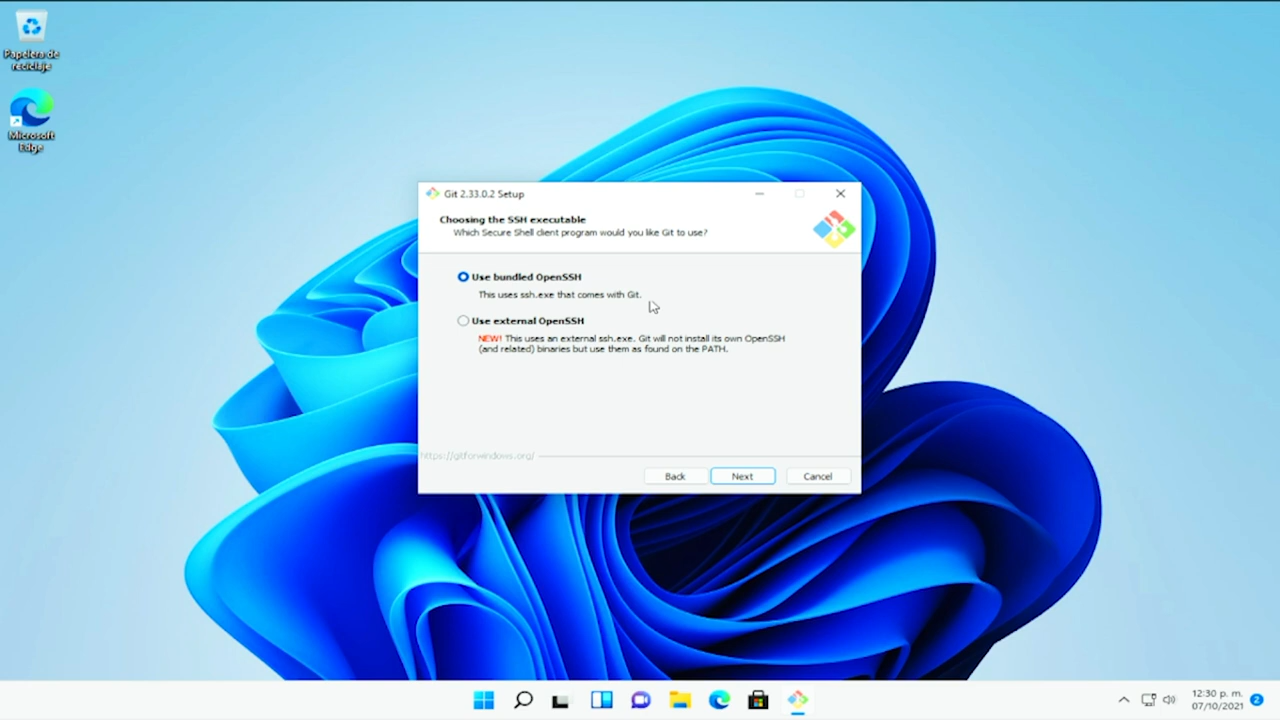 Papelera de
reciclaje
Microsoft
Edge
Git 2.33.0.2 Setup
Choosing the SSH executable
Which Secure Shell client program would you like Git to use?
Use bundled OpenSSH
This uses ssh.exe that comes with Git.
Use external OpenSSH
NEW! This uses an external ssh.exe. Git will not install its own OpenSSH
(and related) binaries but use them as found on the PATH.
https://gitforwindows.org/
Back
Next
Cancel
12:30 p. m.
07/10/2021
2